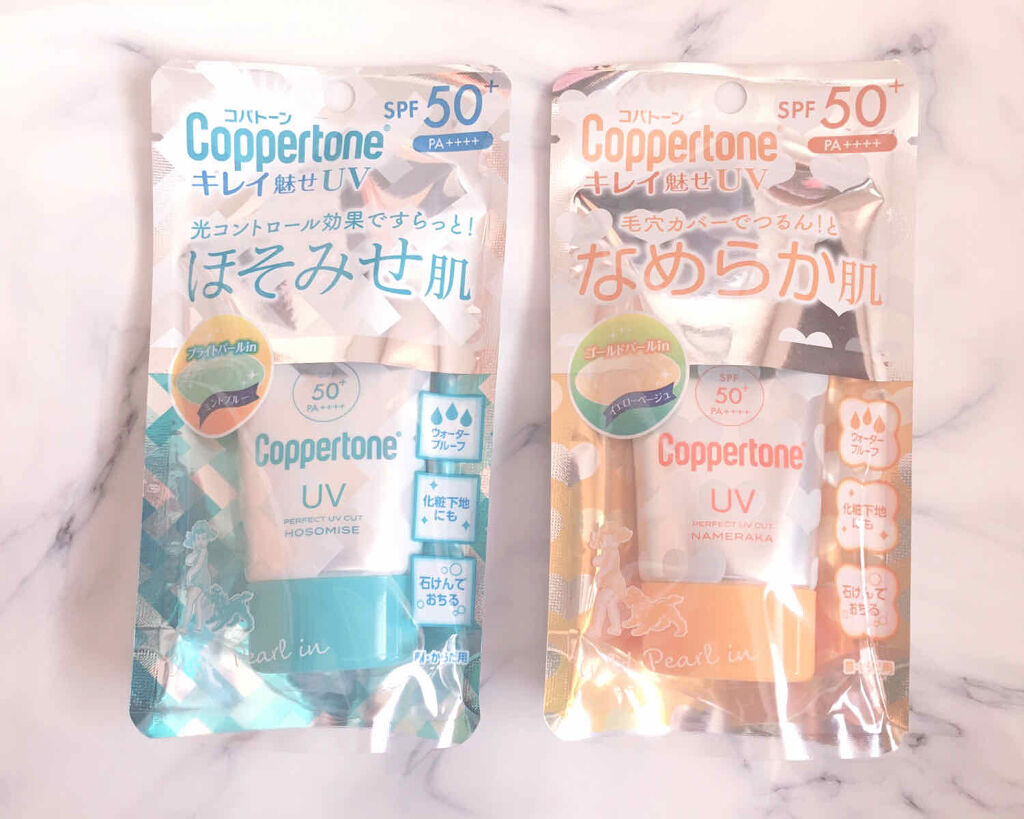 コパトーン
Coppertone®
キレイ魅せUV
SPF 50+
PA++++
光コントロール効果ですらっと!
ほそみせ肌
ブライトパールin
ミントブルー
50+
PA++++
Coppertone®
UV
PERFECT UV CUT
HOSOMISE
ウォーター
プルーフ
化粧下地
にも
石けんで
おちる
Pearl in
コパトーン
Coppertone®
キレイ魅せUV
SPF 50+
PA++++
毛穴カバーでつるん!と
なめらか肌
ゴールドパールin
イエローベージュ
SPF
50+
PA++++
Coppertone®
UV
PERFECT UV CUT
NAMERAKA
ウォーター
プルーフ
化粧下地
にも
石けんで
おちる
Pearl in